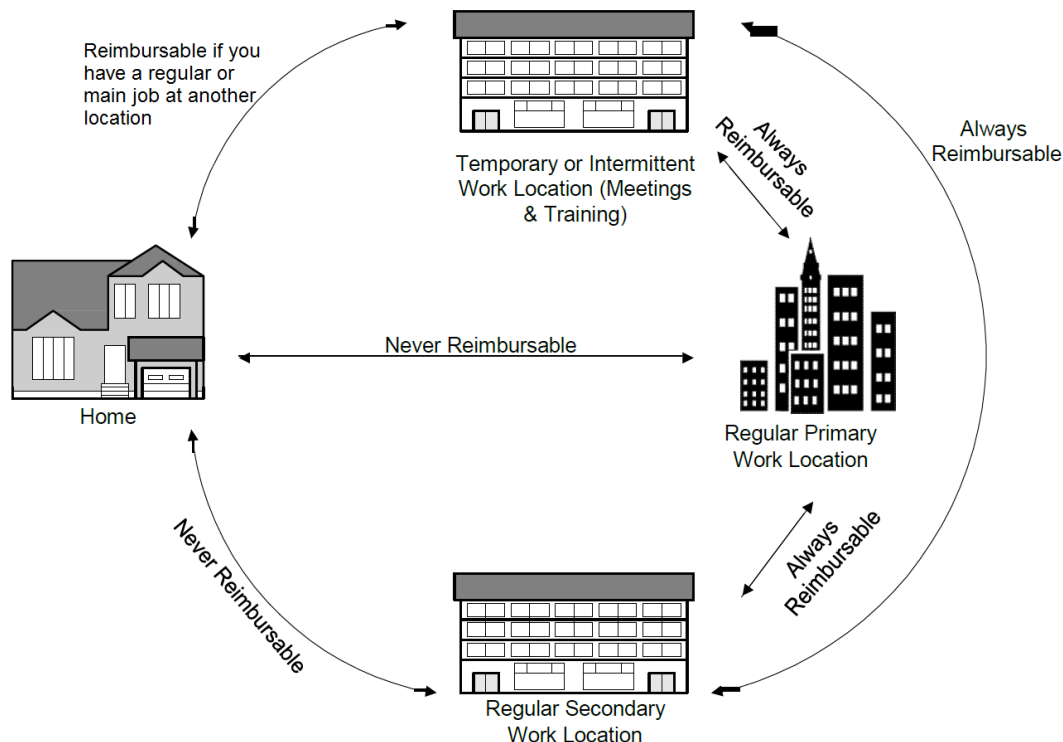 Reimbursable if you
have a regular or
main job at another
location
Temporary or Intermittent
Work Location (Meetings
& Training)
Always
Reimbursable
Always
Reimbursable
Never Reimbursable
Home
Regular Primary
Work Location
Never Reimbursable
Always
Reimbursable
Regular Secondary
Work Location